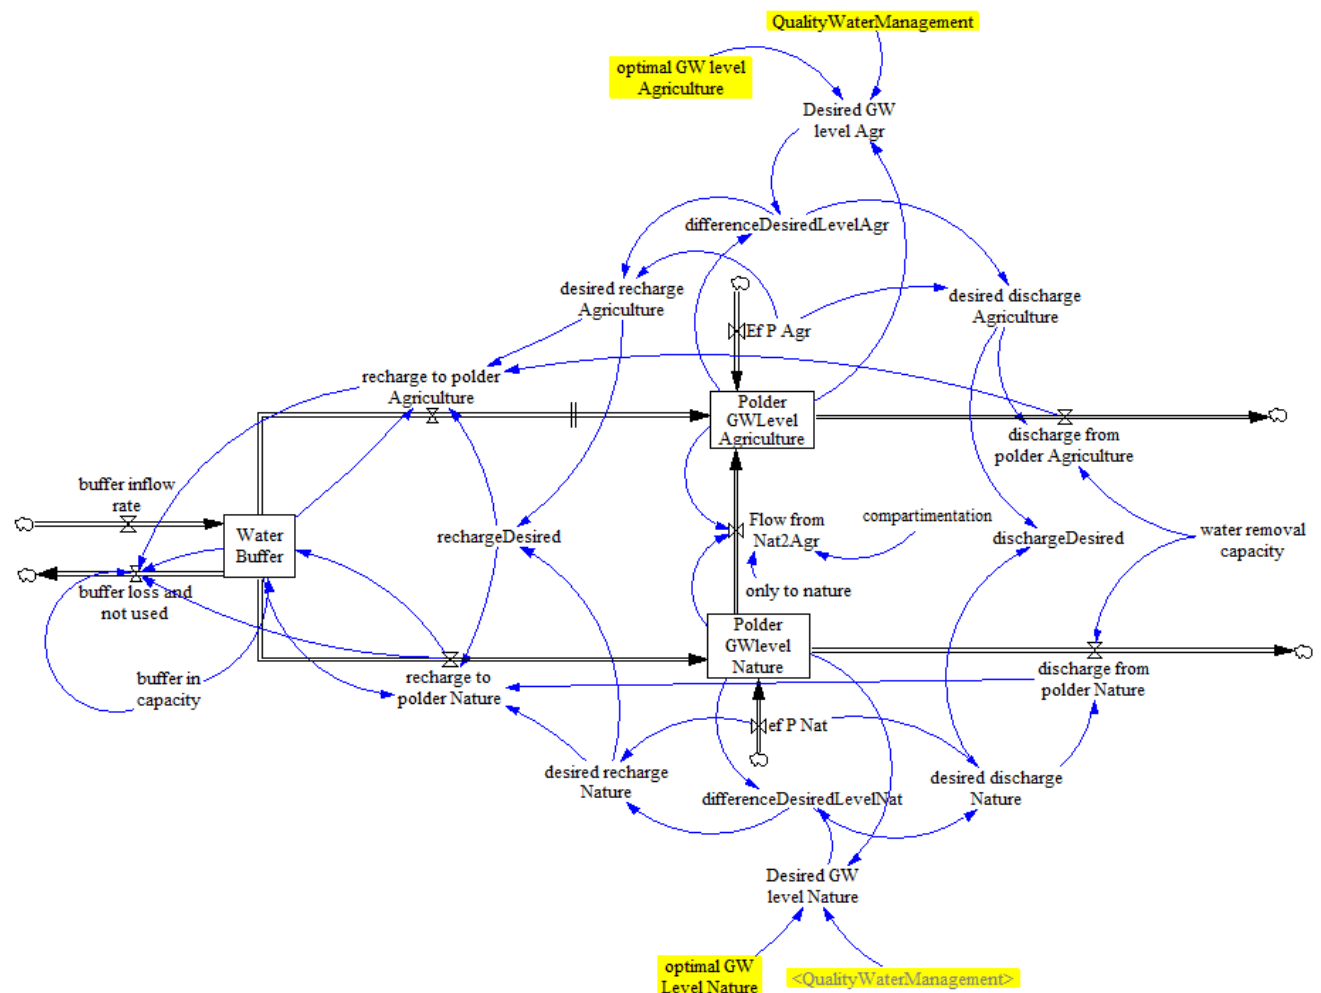 QualityWaterManagement
optimal GW level
Agriculture
Desired GW
level Agr
differenceDesiredLevelAgr
desired recharge
Agriculture
desired discharge
Agriculture
Ef P Agr
recharge to polder
Agriculture
Polder
GWLevel
Agriculture
discharge from
polder Agriculture
buffer inflow
rate
Water
Buffer
rechargeDesired
Flow from
Nat2Agr
compartimentation
dischargeDesired
water removal
capacity
buffer loss and
not used
only to nature
Polder
GWlevel
Nature
buffer in
capacity
recharge to
polder Nature
discharge from
polder Nature
ef P Nat
desired recharge
Nature
differenceDesiredLevelNat
desired discharge
Nature
Desired GW
level Nature
optimal GW
Level Nature
<QualityWaterManagement>